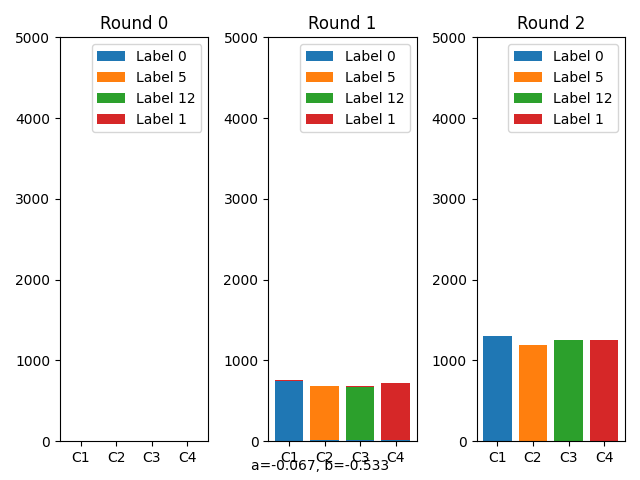 Round 0
5000
4000
3000
2000
1000
0
Label 0
Label 5
Label 12
Label 1
C1 C2 C3 C4
Round 1
5000
4000
3000
2000
1000
0
Label 0
Label 5
Label 12
Label 1
C1 C2 C3 C4
Round 2
5000
4000
3000
2000
1000
0
Label 0
Label 5
Label 12
Label 1
C1 C2 C3 C4
a=-0.067, b=-0.533